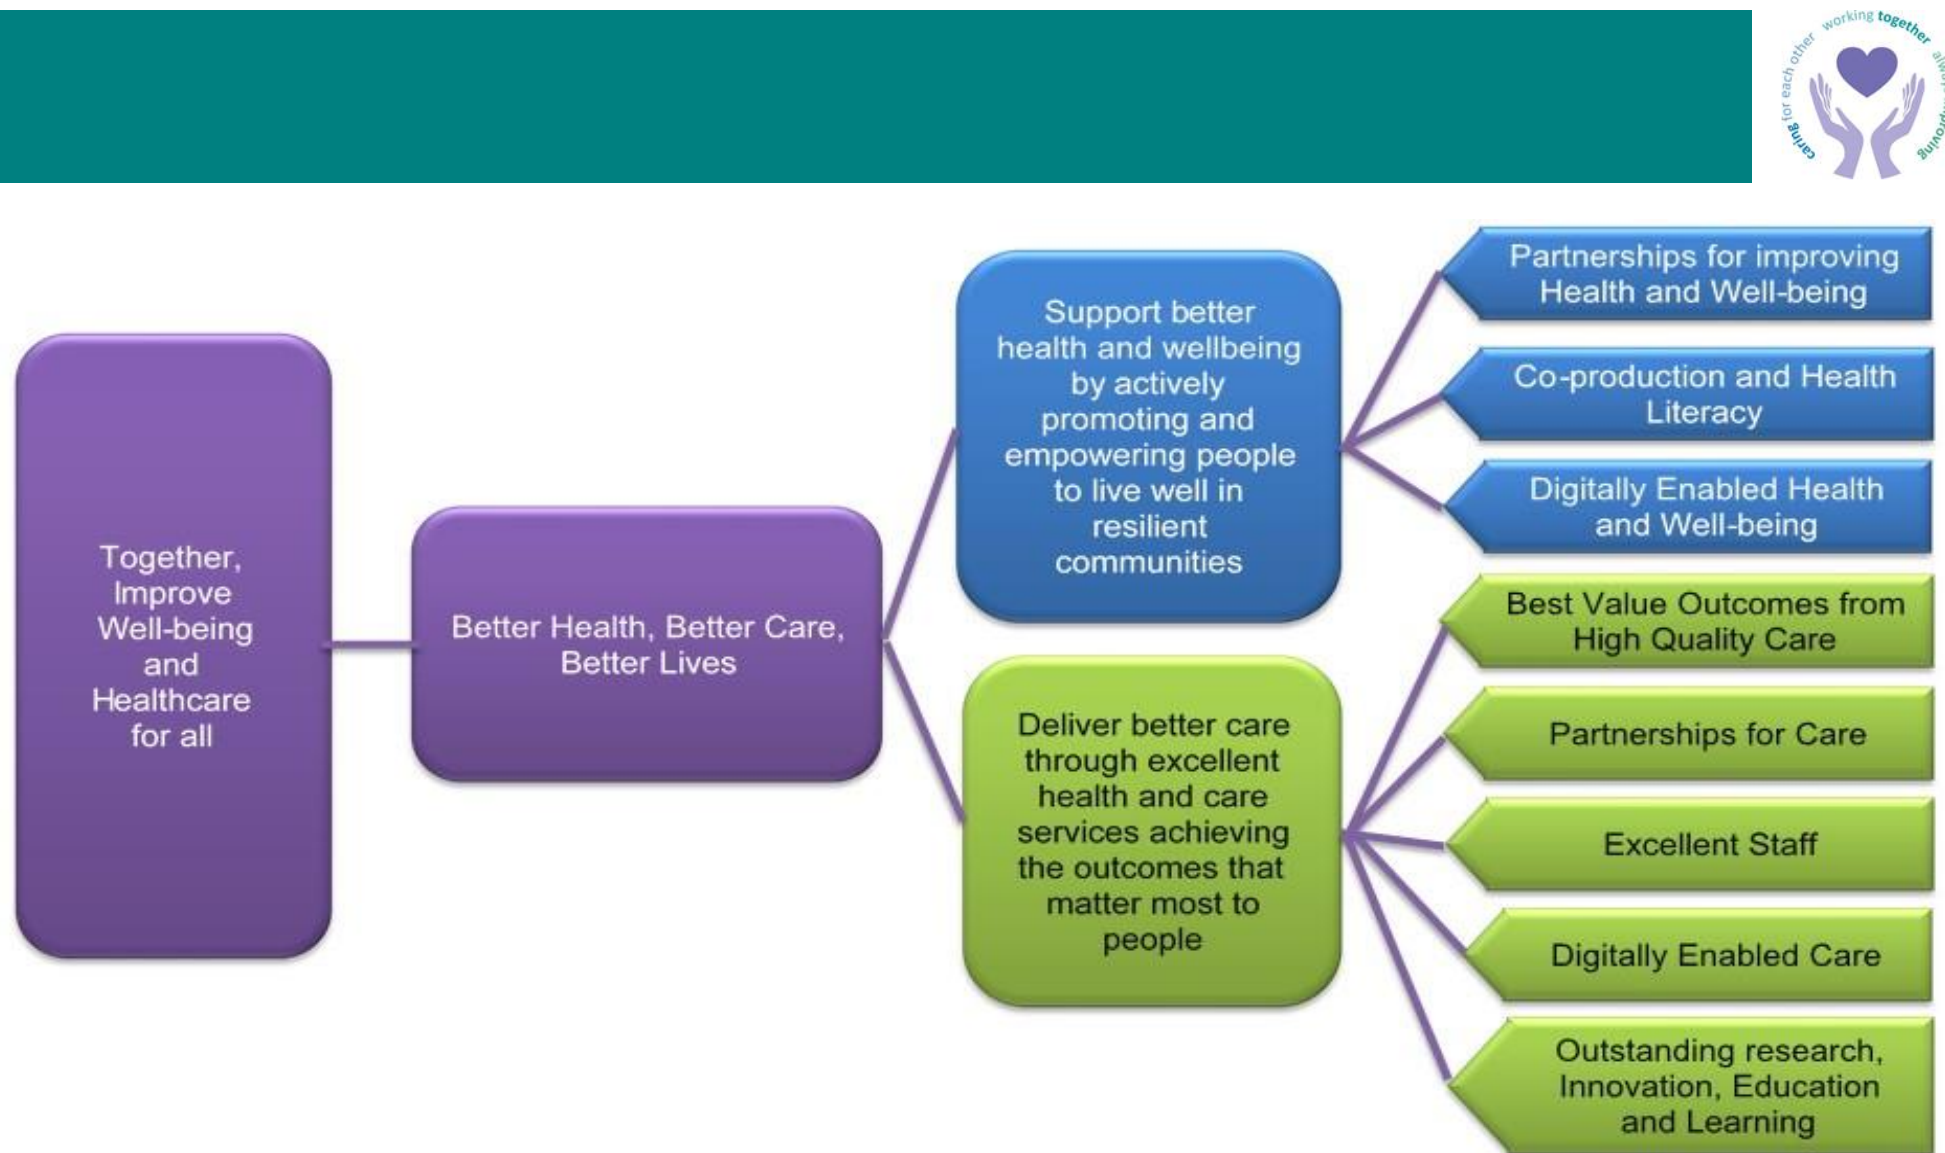 caring for each other working together always improving
Together,
Improve
Well-being
and
Healthcare
for all
Better Health, Better Care,
Better Lives
Support better
health and wellbeing
by actively
promoting and
empowering people
to live well in
resilient
communities
Deliver better care
through excellent
health and care
services achieving
the outcomes that
matter most to
people
Partnerships for improving
Health and Well-being
Co-production and Health
Literacy
Digitally Enabled Health
and Well-being
Best Value Outcomes from
High Quality Care
Partnerships for Care
Excellent Staff
Digitally Enabled Care
Outstanding research,
Innovation, Education
and Learning